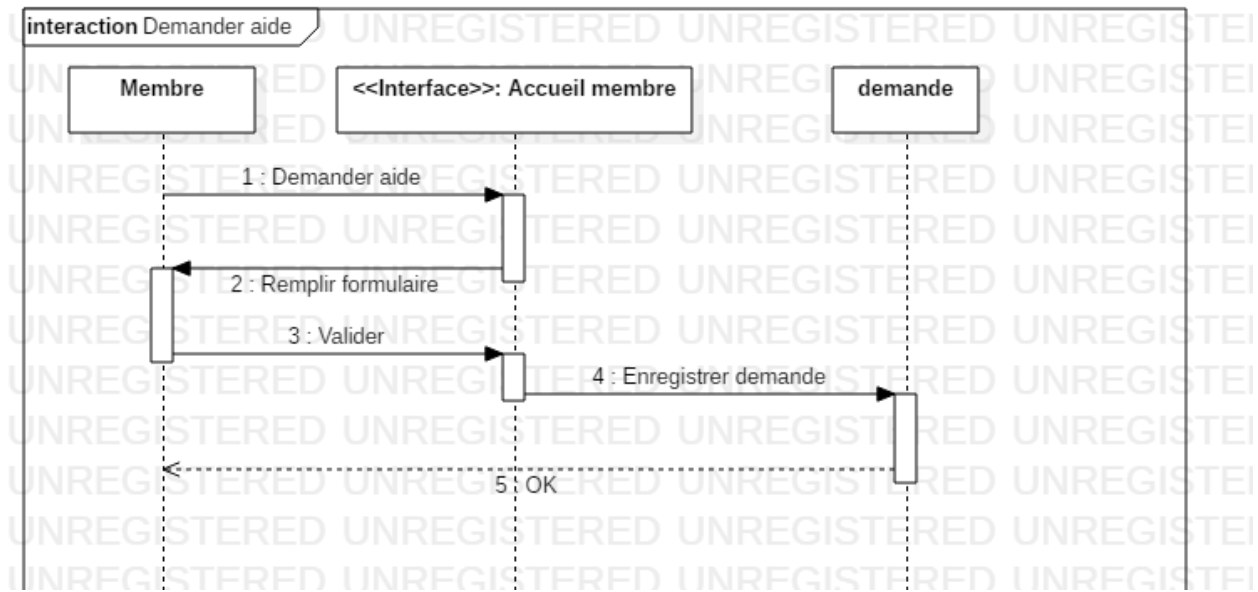 interaction Demander aide
Membre
<<Interface>>: Accueil membre
demande
1 : Demander aide
2 : Remplir formulaire
3 : Valider
4 : Enregistrer demande
5 : OK
UNREGISTERED UNREGISTERED UNREGISTERED UNREGISTE